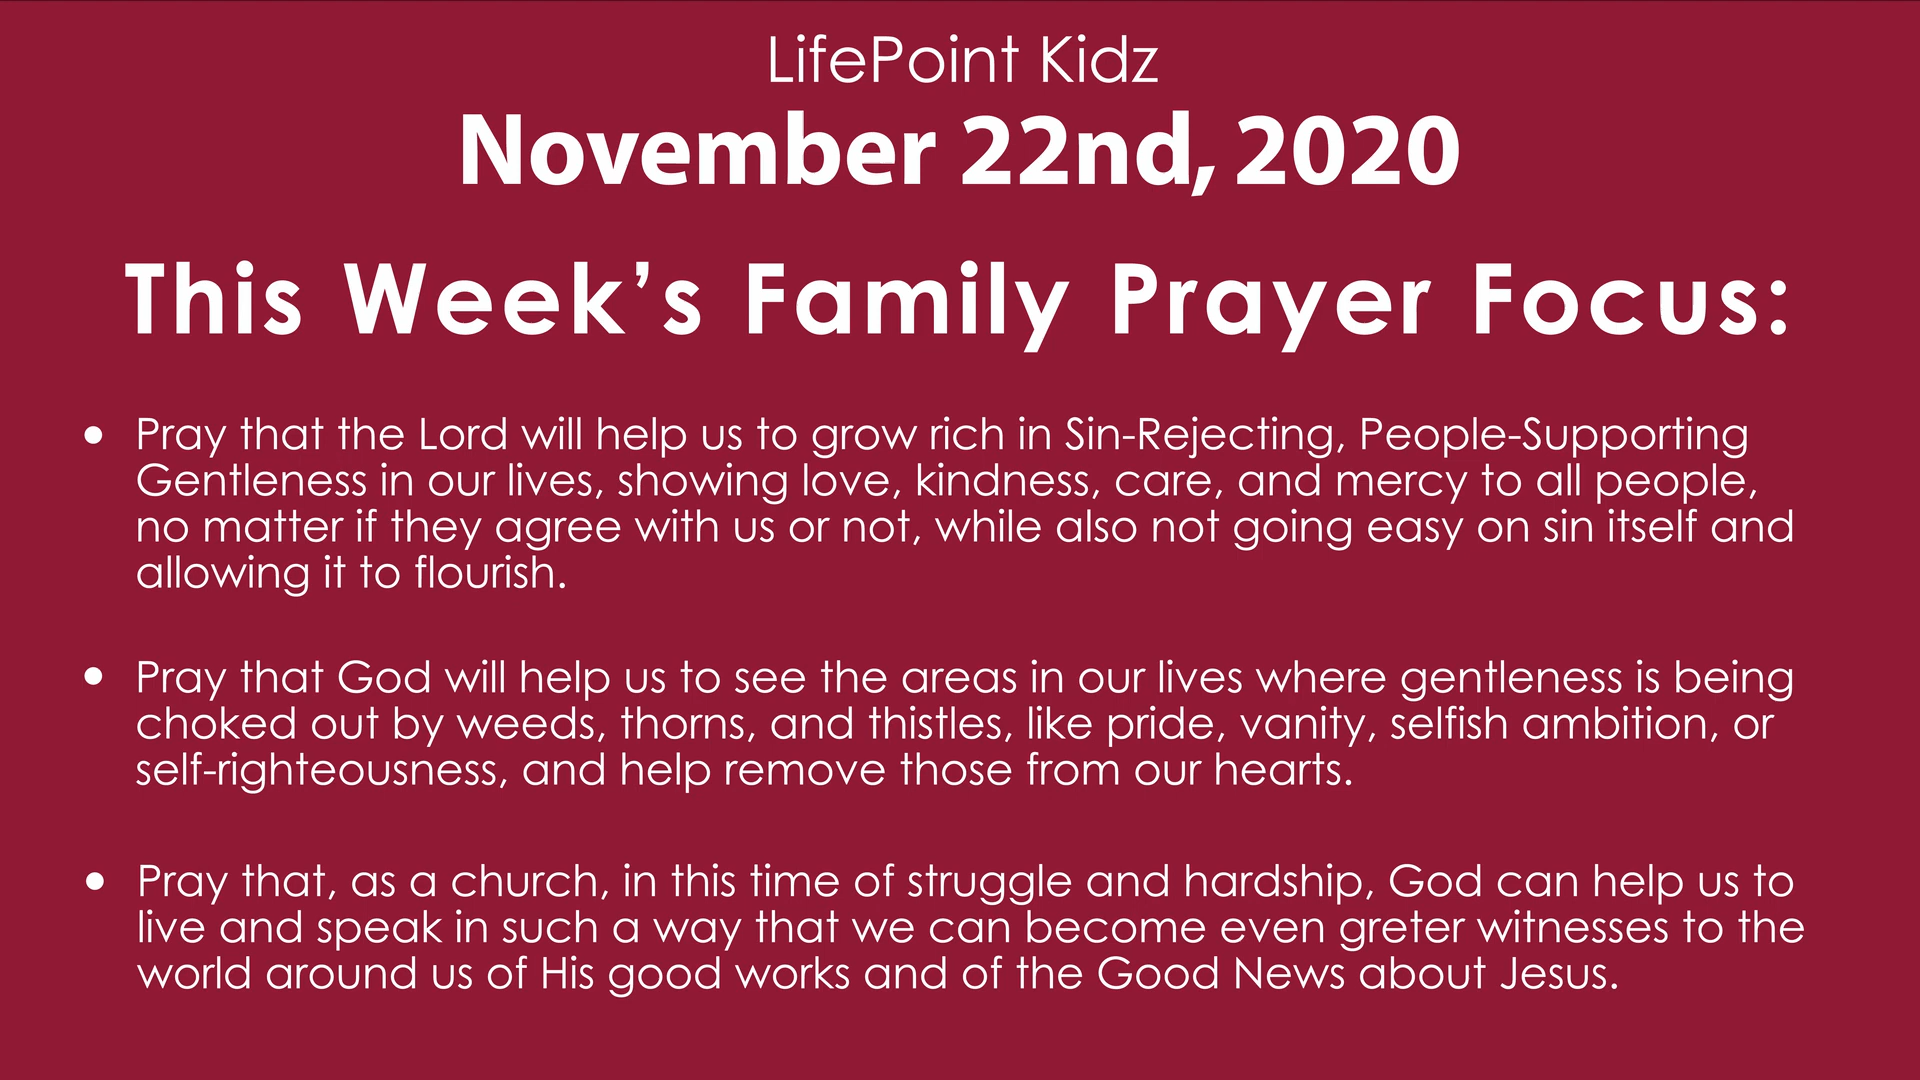 LifePoint Kidz
November 22nd, 2020
This Week’s Family Prayer Focus:
• Pray that the Lord will help us to grow rich in Sin-Rejecting, People-Supporting
Gentleness in our lives, showing love, kindness, care, and mercy to all people,
no matter if they agree with us or not, while also not going easy on sin itself and
allowing it to flourish.
• Pray that God will help us to see the areas in our lives where gentleness is being
choked out by weeds, thorns, and thistles, like pride, vanity, selfish ambition, or
self-righteousness, and help remove those from our hearts.
• Pray that, as a church, in this time of struggle and hardship, God can help us to
live and speak in such a way that we can become even greter witnesses to the
world around us of His good works and of the Good News about Jesus.